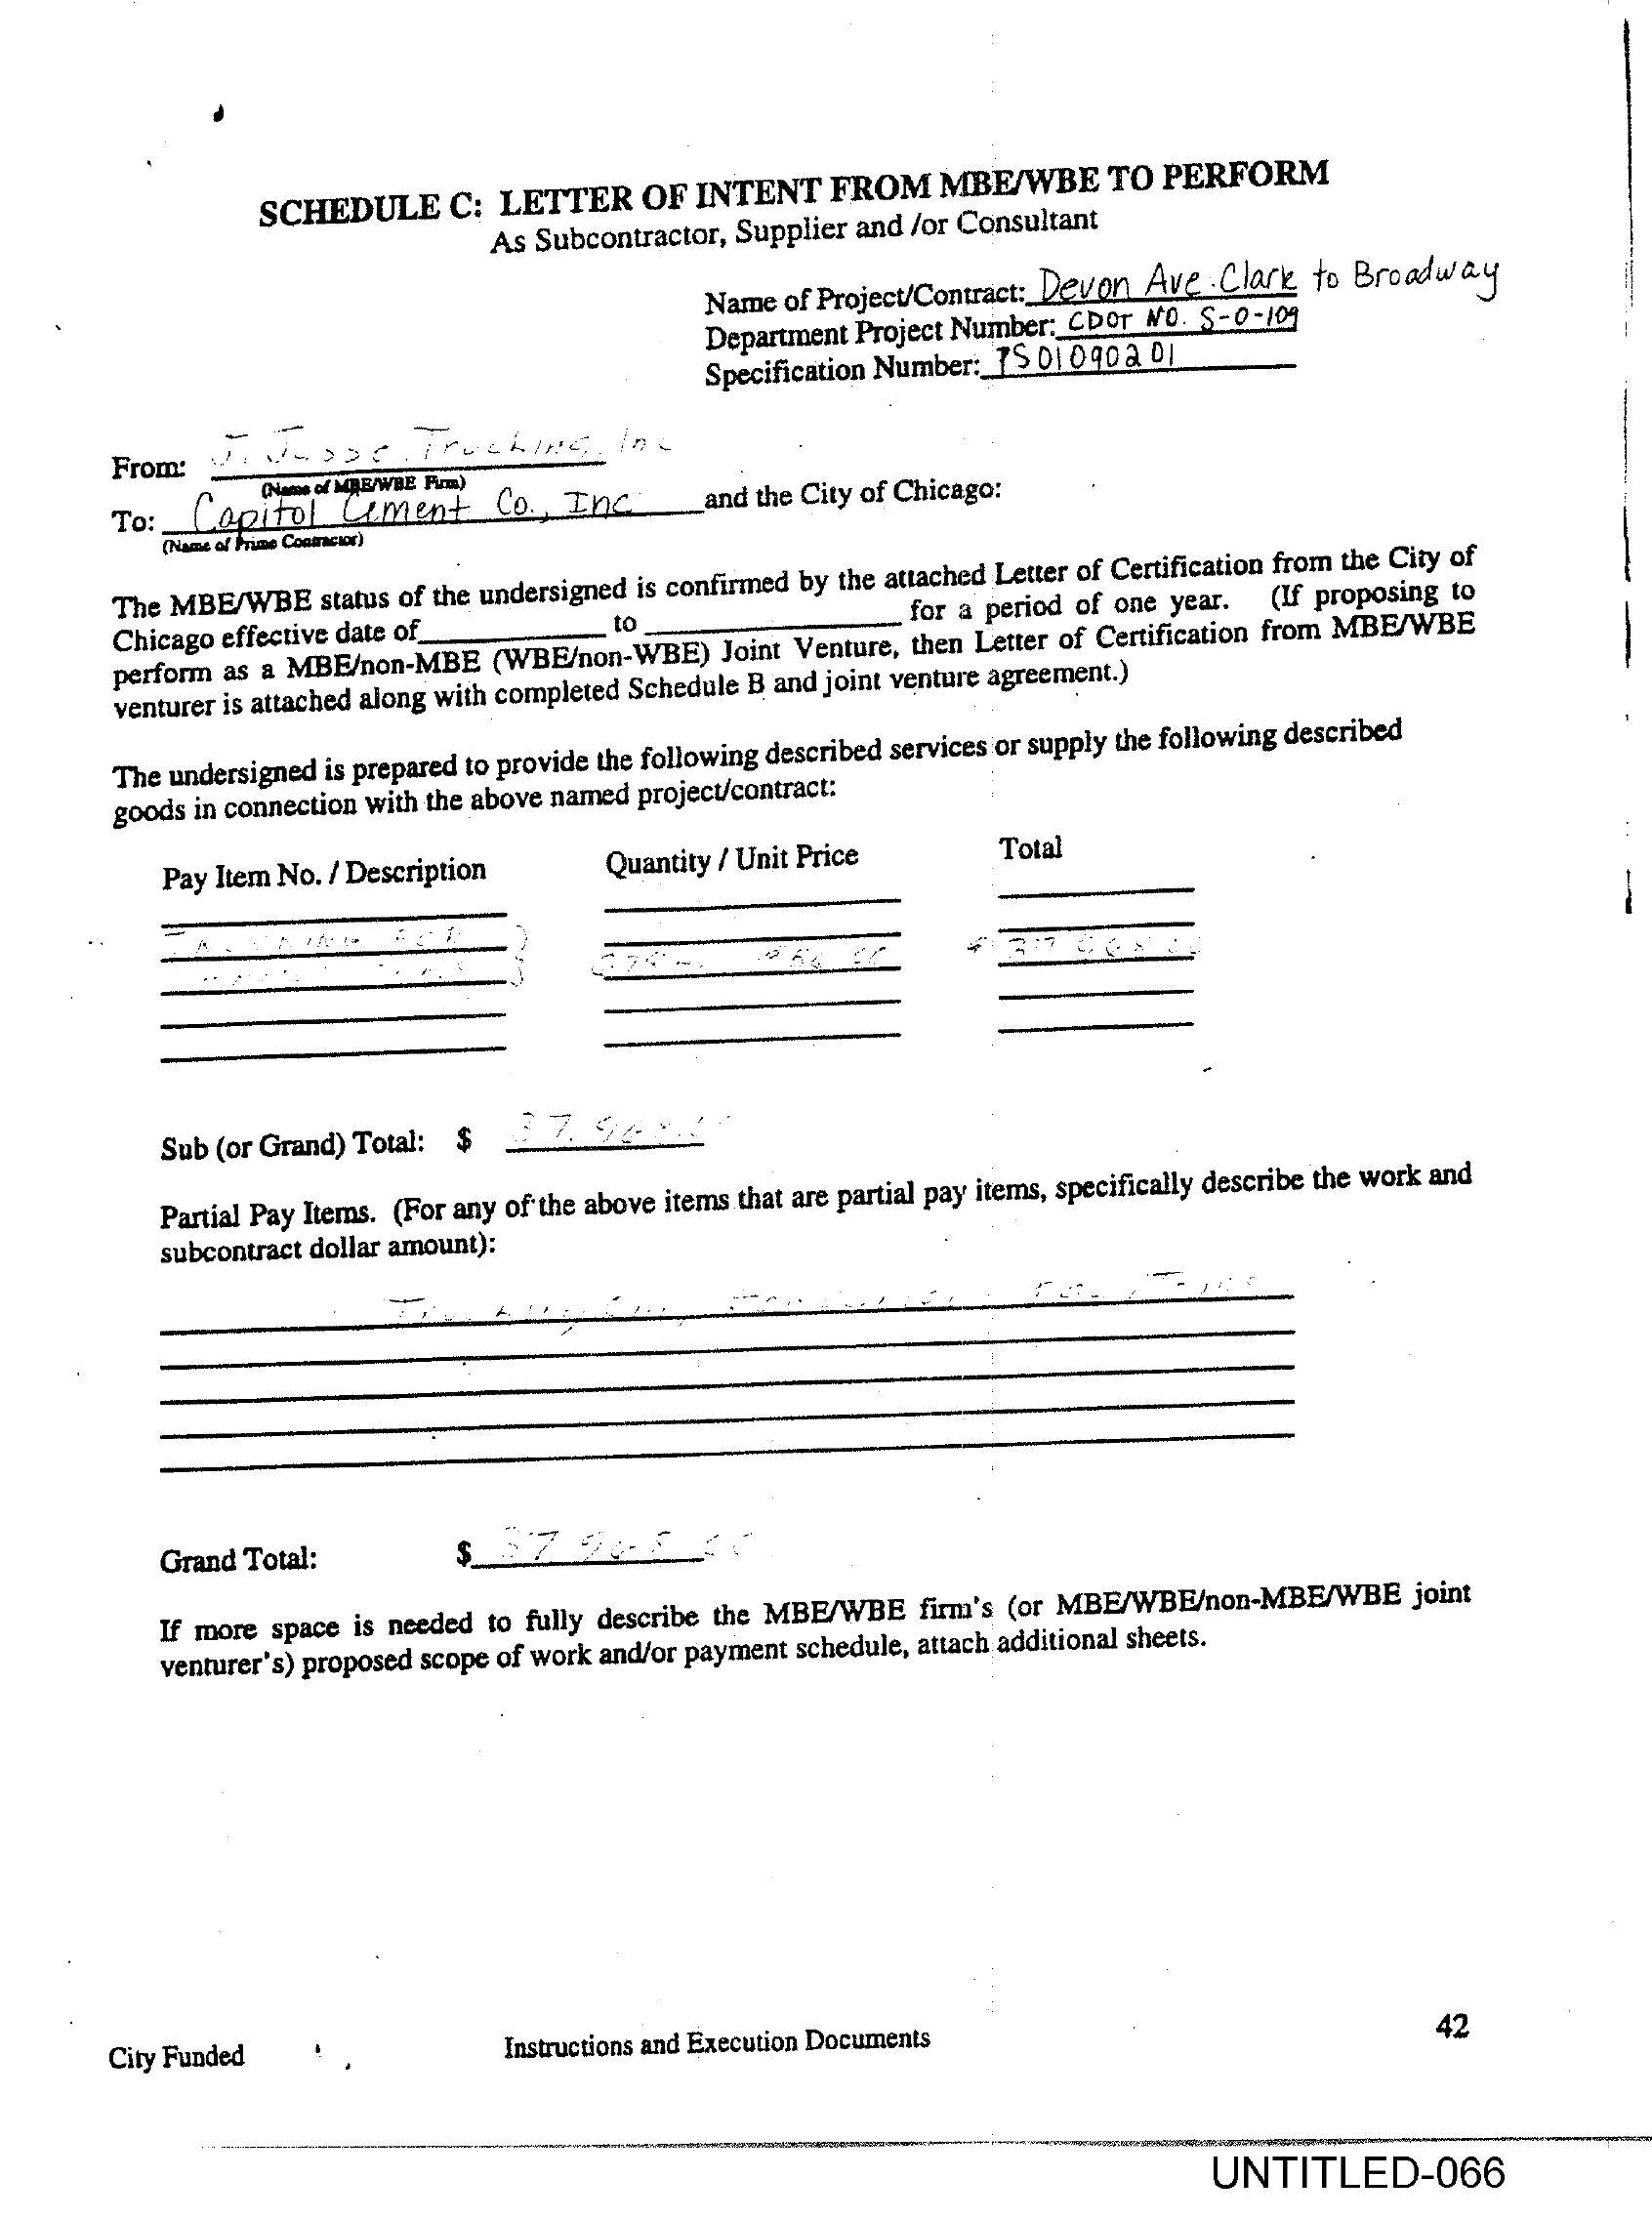 SCHEDULE C: LETTER OF INTENT FROM MBE/WBE TO PERFORM
As Subcontractor, Supplier and /or Consultant
Name of Project/Contract: Devon Ave. Clark to Broadway
Department Project Number: CDOT NO. S-0-109
Specification Number: TS01090201
From: J. Jesse Trucking, Inc
(Name of MBE/WBE Firm)
To: Capitol Cement Co., Inc and the City of Chicago:
(Name of Prime Contractor)
The MBE/WBE status of the undersigned is confirmed by the attached Letter of Certification from the City of
Chicago effective date of to for a period of one year. (If proposing to
perform as a MBE/non-MBE (WBE/non-WBE) Joint Venture, then Letter of Certification from MBE/WBE
venturer is attached along with completed Schedule B and joint venture agreement.)
The undersigned is prepared to provide the following described services or supply the following described
goods in connection with the above named project/contract:
Pay Item No. / Description Quantity / Unit Price Total
Sub (or Grand) Total: $ 37,968.00
Partial Pay Items. (For any of the above items that are partial pay items, specifically describe the work and
subcontract dollar amount):
Grand Total: $ 37,968.00
If more space is needed to fully describe the MBE/WBE firm's (or MBE/WBE/non-MBE/WBE joint
venturer's) proposed scope of work and/or payment schedule, attach additional sheets.
City Funded Instructions and Execution Documents 42
UNTITLED-066